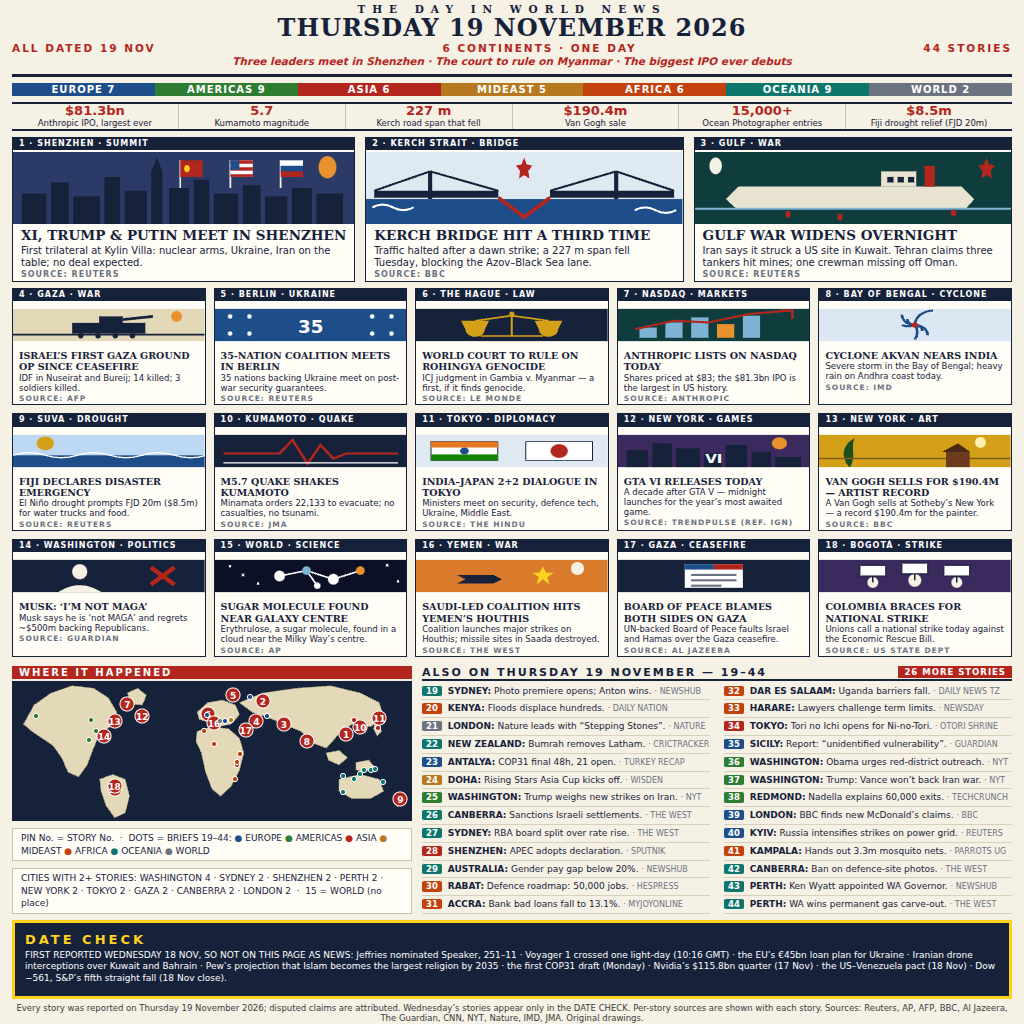 THE DAY IN WORLD NEWS
THURSDAY 19 NOVEMBER 2026
ALL DATED 19 NOV
6 CONTINENTS · ONE DAY
44 STORIES
Three leaders meet in Shenzhen · The court to rule on Myanmar · The biggest IPO ever debuts
EUROPE 7
AMERICAS 9
ASIA 6
MIDEAST 5
AFRICA 6
OCEANIA 9
WORLD 2
$81.3bn
Anthropic IPO, largest ever
5.7
Kumamoto magnitude
227 m
Kerch road span that fell
$190.4m
Van Gogh sale
15,000+
Ocean Photographer entries
$8.5m
Fiji drought relief (FJD 20m)
1 · SHENZHEN · SUMMIT
XI, TRUMP & PUTIN MEET IN SHENZHEN
First trilateral at Kylin Villa: nuclear arms, Ukraine, Iran on the
table; no deal expected.
SOURCE: REUTERS
2 · KERCH STRAIT · BRIDGE
KERCH BRIDGE HIT A THIRD TIME
Traffic halted after a dawn strike; a 227 m span fell
Tuesday, blocking the Azov–Black Sea lane.
SOURCE: BBC
3 · GULF · WAR
GULF WAR WIDENS OVERNIGHT
Iran says it struck a US site in Kuwait. Tehran claims three
tankers hit mines; one crewman missing off Oman.
SOURCE: REUTERS
4 · GAZA · WAR
ISRAEL'S FIRST GAZA GROUND
OP SINCE CEASEFIRE
IDF in Nuseirat and Bureij; 14 killed; 3
soldiers killed.
SOURCE: AFP
5 · BERLIN · UKRAINE
35
35-NATION COALITION MEETS
IN BERLIN
35 nations backing Ukraine meet on post-
war security guarantees.
SOURCE: REUTERS
6 · THE HAGUE · LAW
WORLD COURT TO RULE ON
ROHINGYA GENOCIDE
ICJ judgment in Gambia v. Myanmar — a
first, if it finds genocide.
SOURCE: LE MONDE
7 · NASDAQ · MARKETS
ANTHROPIC LISTS ON NASDAQ
TODAY
Shares priced at $83; the $81.3bn IPO is
the largest in US history.
SOURCE: ANTHROPIC
8 · BAY OF BENGAL · CYCLONE
CYCLONE AKVAN NEARS INDIA
Severe storm in the Bay of Bengal; heavy
rain on Andhra coast today.
SOURCE: IMD
9 · SUVA · DROUGHT
FIJI DECLARES DISASTER
EMERGENCY
El Niño drought prompts FJD 20m ($8.5m)
for water trucks and food.
SOURCE: REUTERS
10 · KUMAMOTO · QUAKE
M5.7 QUAKE SHAKES
KUMAMOTO
Minamata orders 22,133 to evacuate; no
casualties, no tsunami.
SOURCE: JMA
11 · TOKYO · DIPLOMACY
INDIA–JAPAN 2+2 DIALOGUE IN
TOKYO
Ministers meet on security, defence tech,
Ukraine, Middle East.
SOURCE: THE HINDU
12 · NEW YORK · GAMES
VI
GTA VI RELEASES TODAY
A decade after GTA V — midnight
launches for the year's most awaited
game.
SOURCE: TRENDPULSE (REF. IGN)
13 · NEW YORK · ART
VAN GOGH SELLS FOR $190.4M
— ARTIST RECORD
A Van Gogh sells at Sotheby's New York
— a record $190.4m for the painter.
SOURCE: BBC
14 · WASHINGTON · POLITICS
MUSK: 'I'M NOT MAGA'
Musk says he is 'not MAGA' and regrets
~$500m backing Republicans.
SOURCE: GUARDIAN
15 · WORLD · SCIENCE
SUGAR MOLECULE FOUND
NEAR GALAXY CENTRE
Erythrulose, a sugar molecule, found in a
cloud near the Milky Way's centre.
SOURCE: AP
16 · YEMEN · WAR
SAUDI-LED COALITION HITS
YEMEN'S HOUTHIS
Coalition launches major strikes on
Houthis; missile sites in Saada destroyed.
SOURCE: THE WEST
17 · GAZA · CEASEFIRE
BOARD OF PEACE BLAMES
BOTH SIDES ON GAZA
UN-backed Board of Peace faults Israel
and Hamas over the Gaza ceasefire.
SOURCE: AL JAZEERA
18 · BOGOTÁ · STRIKE
COLOMBIA BRACES FOR
NATIONAL STRIKE
Unions call a national strike today against
the Economic Rescue Bill.
SOURCE: US STATE DEPT
WHERE IT HAPPENED
5
2
7
12
13
14
4
17
3
8
1
10
11
18
9
PIN No. = STORY No. · DOTS = BRIEFS 19–44: ● EUROPE ● AMERICAS ● ASIA ●
MIDEAST ● AFRICA ● OCEANIA ● WORLD
CITIES WITH 2+ STORIES: WASHINGTON 4 · SYDNEY 2 · SHENZHEN 2 · PERTH 2 ·
NEW YORK 2 · TOKYO 2 · GAZA 2 · CANBERRA 2 · LONDON 2 · 15 = WORLD (no
place)
ALSO ON THURSDAY 19 NOVEMBER — 19–44
26 MORE STORIES
19 SYDNEY: Photo premiere opens; Anton wins. · NEWSHUB
20 KENYA: Floods displace hundreds. · DAILY NATION
21 LONDON: Nature leads with "Stepping Stones". · NATURE
22 NEW ZEALAND: Bumrah removes Latham. · CRICTRACKER
23 ANTALYA: COP31 final 48h, 21 open. · TURKEY RECAP
24 DOHA: Rising Stars Asia Cup kicks off. · WISDEN
25 WASHINGTON: Trump weighs new strikes on Iran. · NYT
26 CANBERRA: Sanctions Israeli settlements. · THE WEST
27 SYDNEY: RBA board split over rate rise. · THE WEST
28 SHENZHEN: APEC adopts declaration. · SPUTNIK
29 AUSTRALIA: Gender pay gap below 20%. · NEWSHUB
30 RABAT: Defence roadmap: 50,000 jobs. · HESPRESS
31 ACCRA: Bank bad loans fall to 13.1%. · MYJOYONLINE
32 DAR ES SALAAM: Uganda barriers fall. · DAILY NEWS TZ
33 HARARE: Lawyers challenge term limits. · NEWSDAY
34 TOKYO: Tori no Ichi opens for Ni-no-Tori. · OTORI SHRINE
35 SICILY: Report: "unidentified vulnerability". · GUARDIAN
36 WASHINGTON: Obama urges red-district outreach. · NYT
37 WASHINGTON: Trump: Vance won't back Iran war. · NYT
38 REDMOND: Nadella explains 60,000 exits. · TECHCRUNCH
39 LONDON: BBC finds new McDonald's claims. · BBC
40 KYIV: Russia intensifies strikes on power grid. · REUTERS
41 KAMPALA: Hands out 3.3m mosquito nets. · PARROTS UG
42 CANBERRA: Ban on defence-site photos. · THE WEST
43 PERTH: Ken Wyatt appointed WA Governor. · NEWSHUB
44 PERTH: WA wins permanent gas carve-out. · THE WEST
DATE CHECK
FIRST REPORTED WEDNESDAY 18 NOV, SO NOT ON THIS PAGE AS NEWS: Jeffries nominated Speaker, 251–11 · Voyager 1 crossed one light-day (10:16 GMT) · the EU's €45bn loan plan for Ukraine · Iranian drone
interceptions over Kuwait and Bahrain · Pew's projection that Islam becomes the largest religion by 2035 · the first COP31 draft (Monday) · Nvidia's $115.8bn quarter (17 Nov) · the US–Venezuela pact (18 Nov) · Dow
−561, S&P's fifth straight fall (18 Nov close).
Every story was reported on Thursday 19 November 2026; disputed claims are attributed. Wednesday's stories appear only in the DATE CHECK. Per-story sources are shown with each story. Sources: Reuters, AP, AFP, BBC, Al Jazeera,
The Guardian, CNN, NYT, Nature, IMD, JMA. Original drawings.